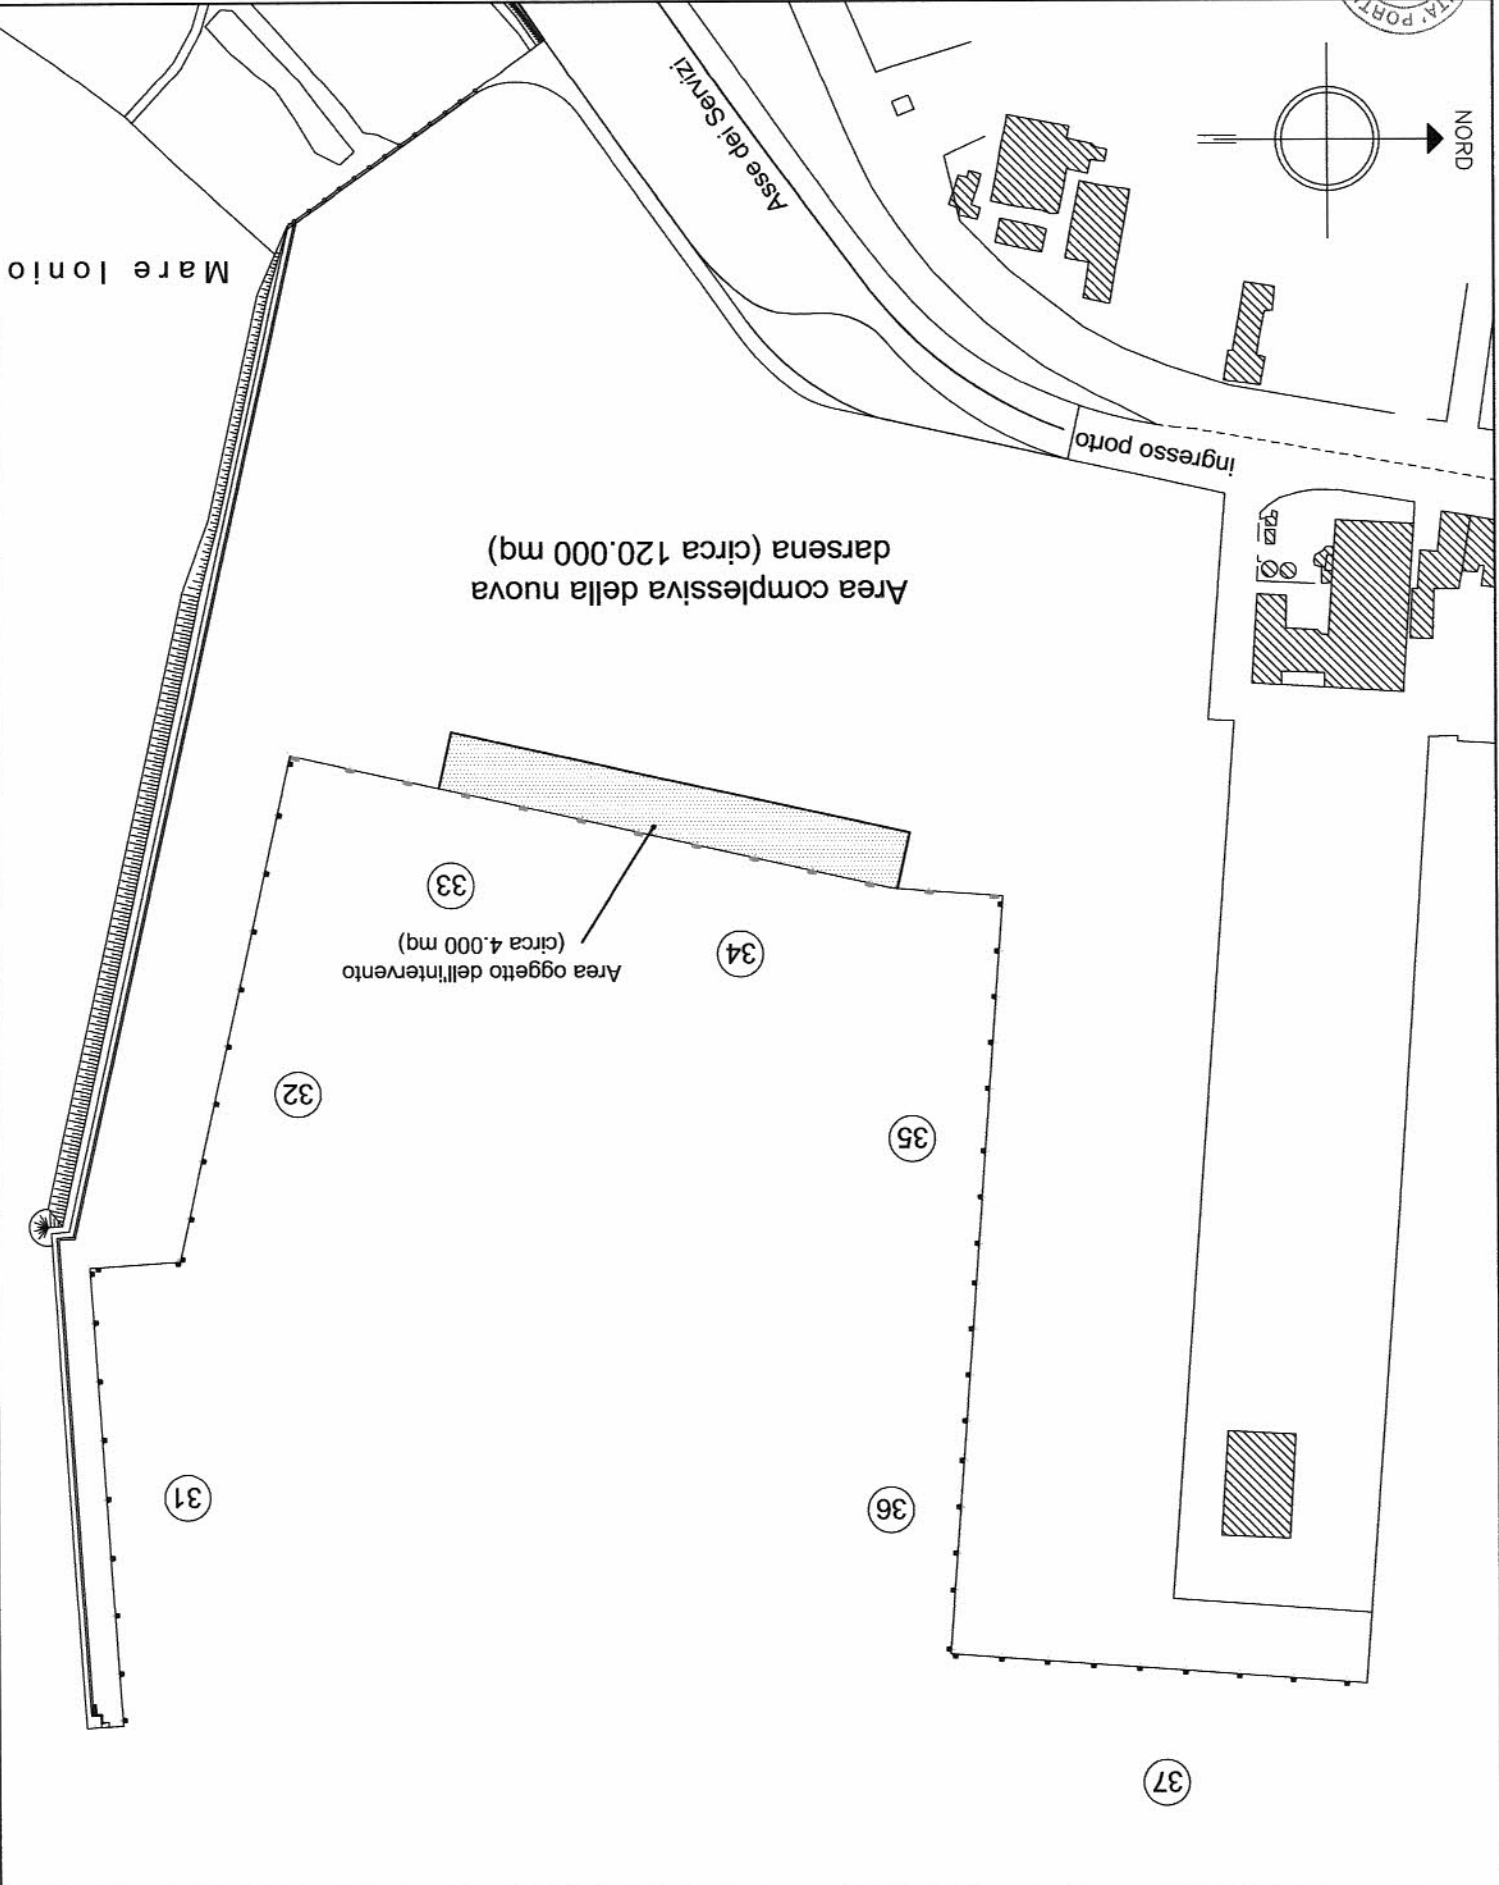 37
31
36
35
32
34
Area oggetto dell'intervento
(circa 4.000 mq)
33
Area complessiva della nuova
darsena (circa 120.000 mq)
ingresso porto
Mare Ionio
Asse dei Servizi
NORD